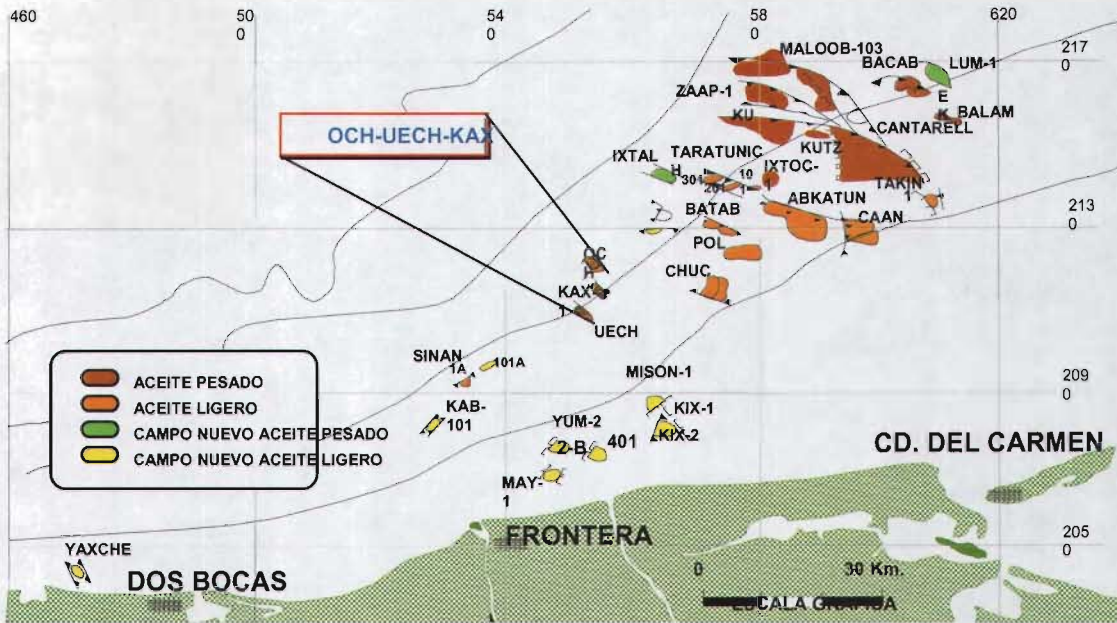 460
50
0
54
0
58
0
620
217
0
MALOOB-103
BACAB
LUM-1
ZAAP-1
E
K
BALAM
KU
CANTARELL
OCH-UECH-KAX
KUTZ
IXTAL
TARATUNIC
H
301
201
10
1
IXTOC-
1
TAKIN
1
ABKATUN
213
0
BATAB
CAAN
POL
OC
H
CHUC
KAX
1
UECH
SINAN
1A
101A
MISON-1
209
0
ACEITE PESADO
ACEITE LIGERO
CAMPO NUEVO ACEITE PESADO
CAMPO NUEVO ACEITE LIGERO
KAB-
101
YUM-2
2-B
401
KIX-1
KIX-2
CD. DEL CARMEN
MAY-
1
FRONTERA
205
0
YAXCHE
DOS BOCAS
0
30 Km.
ESCALA GRAFICA